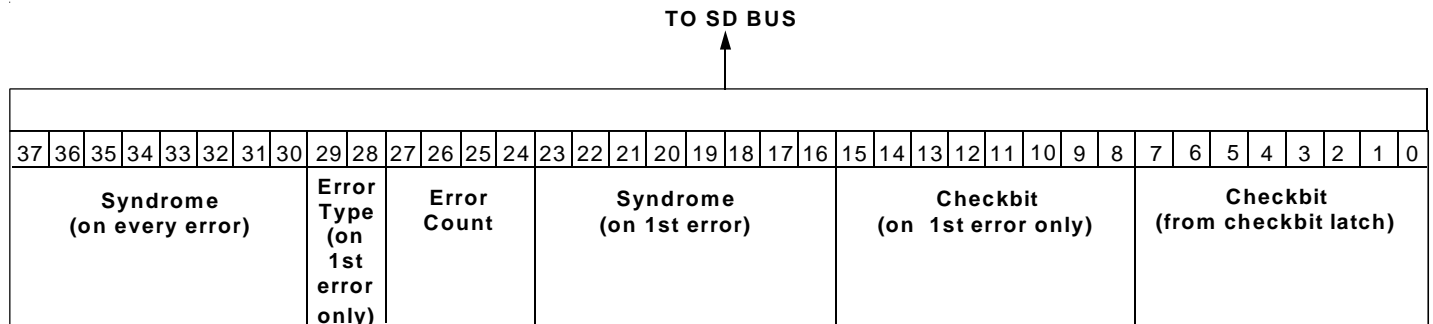 TO SD BUS
37 36 35 34 33 32 31 30 29 28 27 26 25 24 23 22 21 20 19 18 17 16 15 14 13 12 11 10 9 8 7 6 5 4 3 2 1 0
Syndrome
(on every error)
Error
Type
(on
1st
error
only)
Error
Count
Syndrome
(on 1st error)
Checkbit
(on 1st error only)
Checkbit
(from checkbit latch)